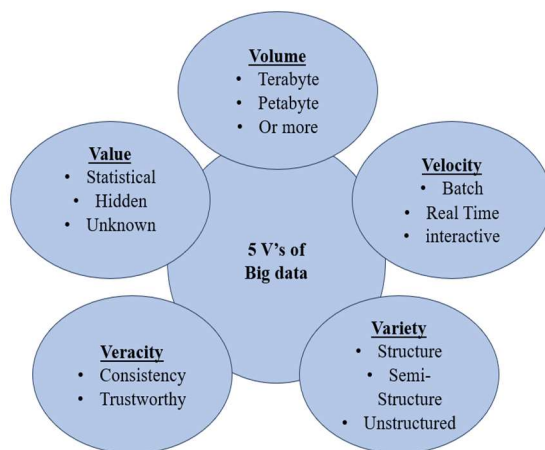 Volume
• Terabyte
• Petabyte
• Or more
Value
• Statistical
• Hidden
• Unknown
Velocity
• Batch
• Real Time
• interactive
5 V's of
Big data
Veracity
• Consistency
• Trustworthy
Variety
• Structure
• Semi-
Structure
• Unstructured